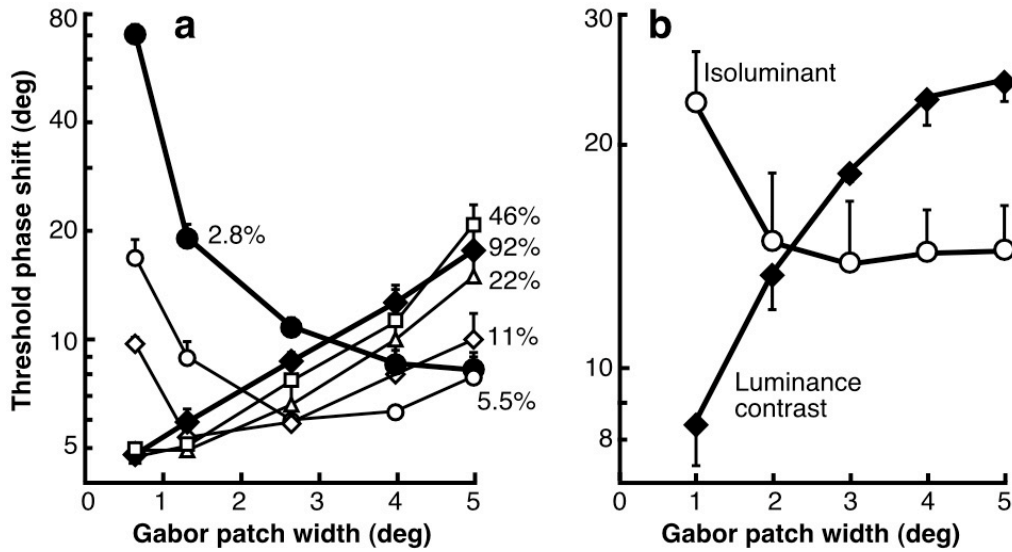 a
80
40
20
10
5
Threshold phase shift (deg)
2.8%
46%
92%
22%
11%
5.5%
0 1 2 3 4 5
Gabor patch width (deg)
b
30
20
10
8
Isoluminant
Luminance
contrast
0 1 2 3 4 5
Gabor patch width (deg)